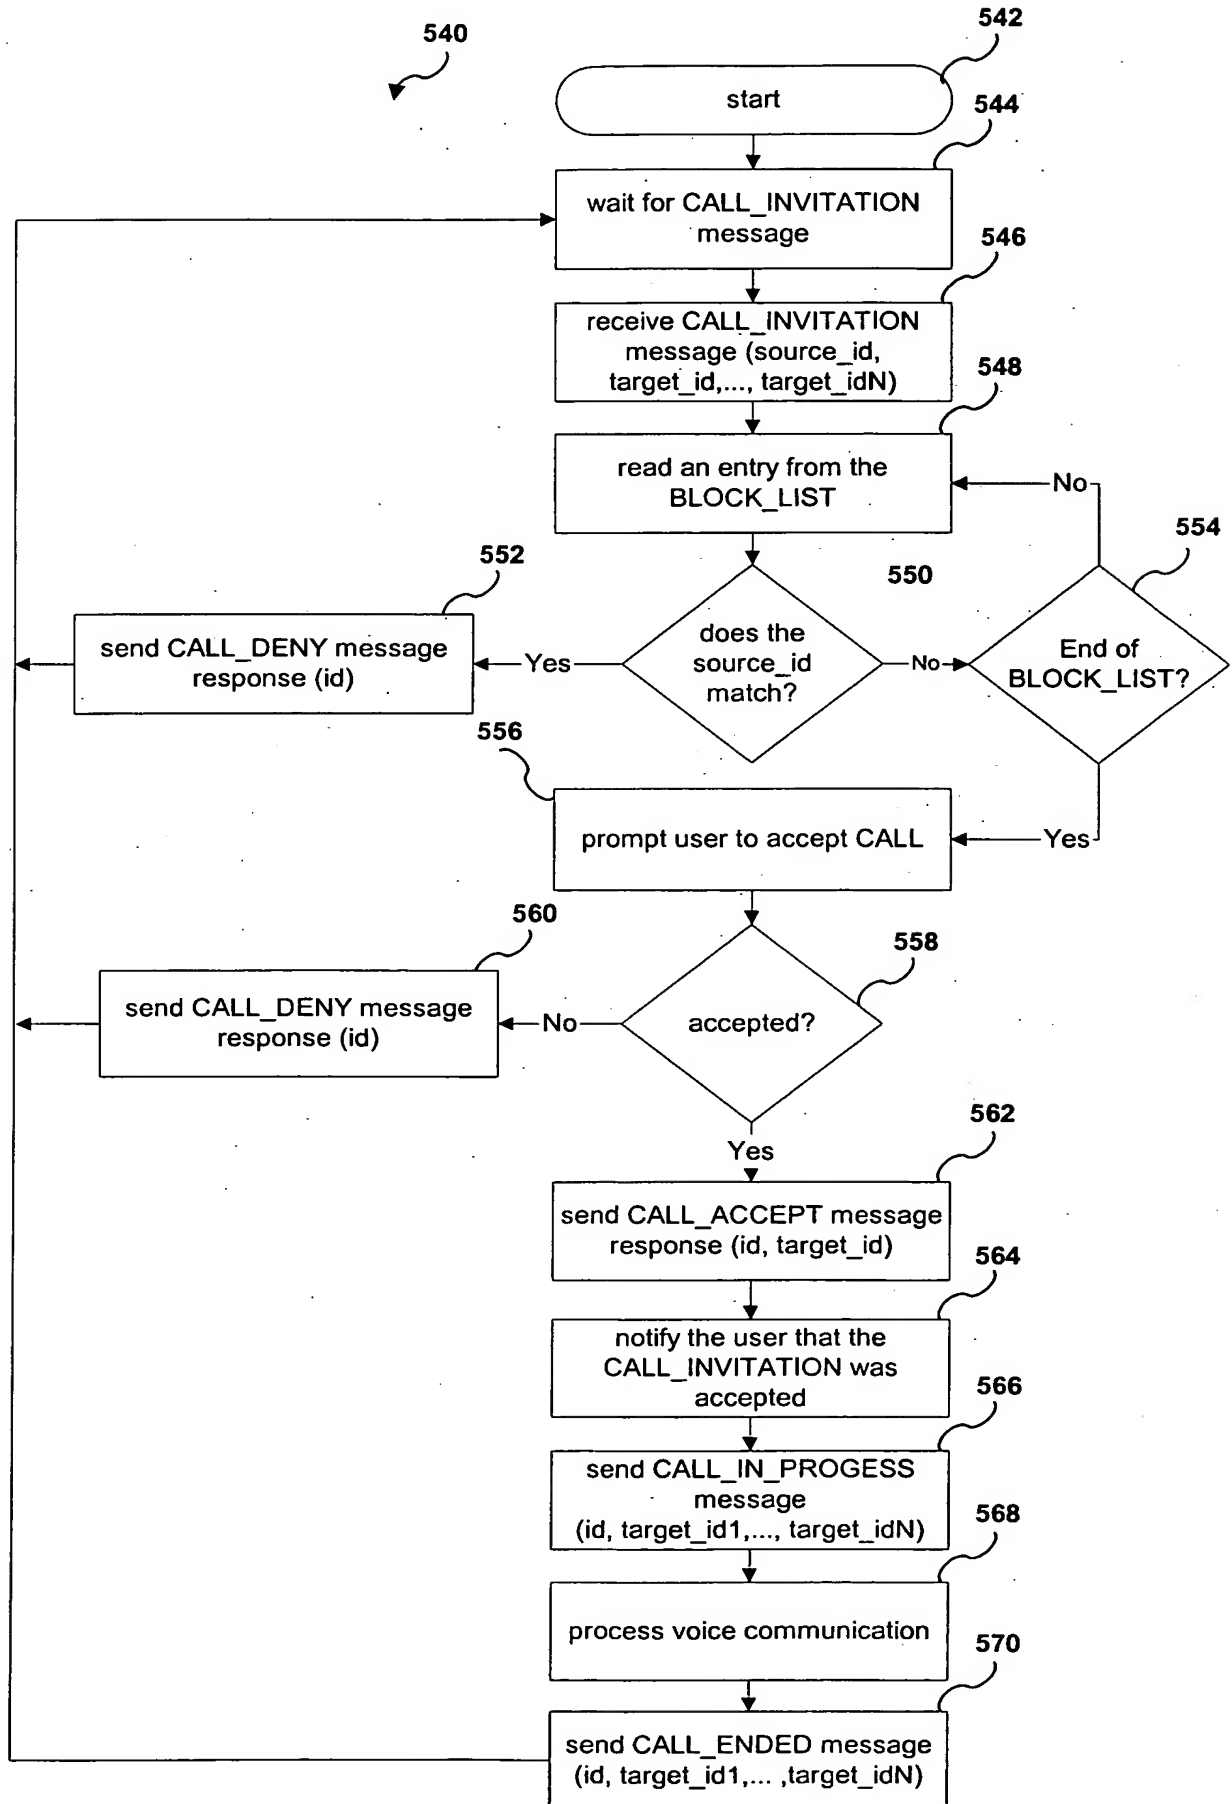 540
542
start
544
wait for CALL_INVITATION
message
546
receive CALL_INVITATION
message (source_id,
target_id,..., target_idN)
548
read an entry from the
BLOCK_LIST
No
554
552
550
send CALL_DENY message
response (id)
Yes
does the
source_id
match?
No
End of
BLOCK_LIST?
556
prompt user to accept CALL
Yes
560
558
send CALL_DENY message
response (id)
No
accepted?
562
Yes
send CALL_ACCEPT message
response (id, target_id)
564
notify the user that the
CALL_INVITATION was
accepted
566
send CALL_IN_PROGESS
message
(id, target_id1,..., target_idN)
568
process voice communication
570
send CALL_ENDED message
(id, target_id1,... ,target_idN)